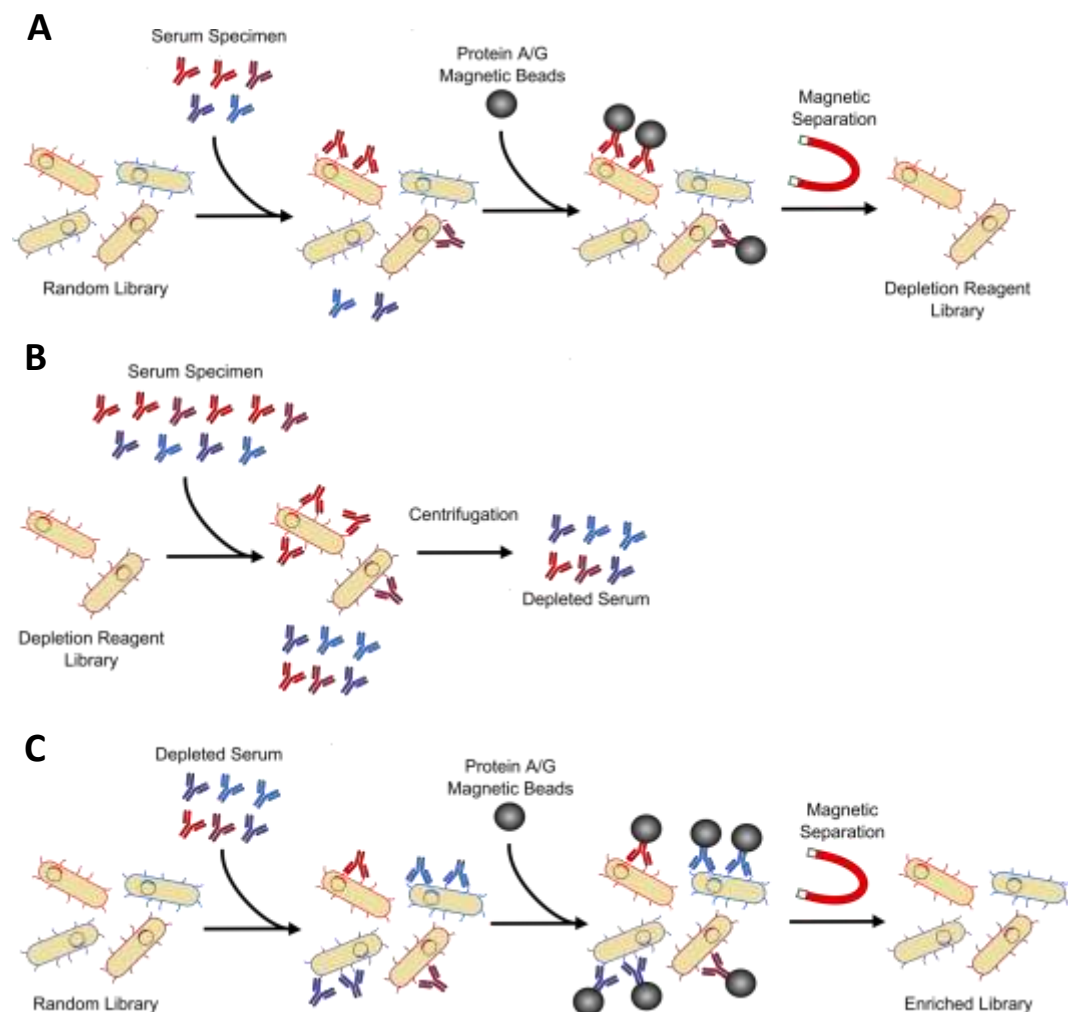 A
Serum Specimen
Protein A/G
Magnetic Beads
Magnetic
Separation
Random Library
Depletion Reagent
Library
B
Serum Specimen
Centrifugation
Depleted Serum
Depletion Reagent
Library
C
Depleted Serum
Protein A/G
Magnetic Beads
Magnetic
Separation
Random Library
Enriched Library